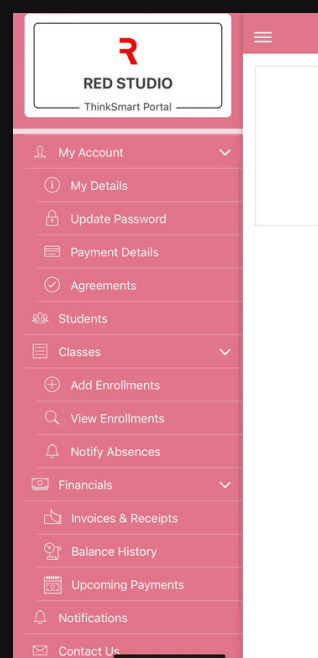 RED STUDIO
ThinkSmart Portal
My Account
My Details
Update Password
Payment Details
Agreements
Students
Classes
Add Enrollments
View Enrollments
Notify Absences
Financials
Invoices & Receipts
Balance History
Upcoming Payments
Notifications
Contact Us